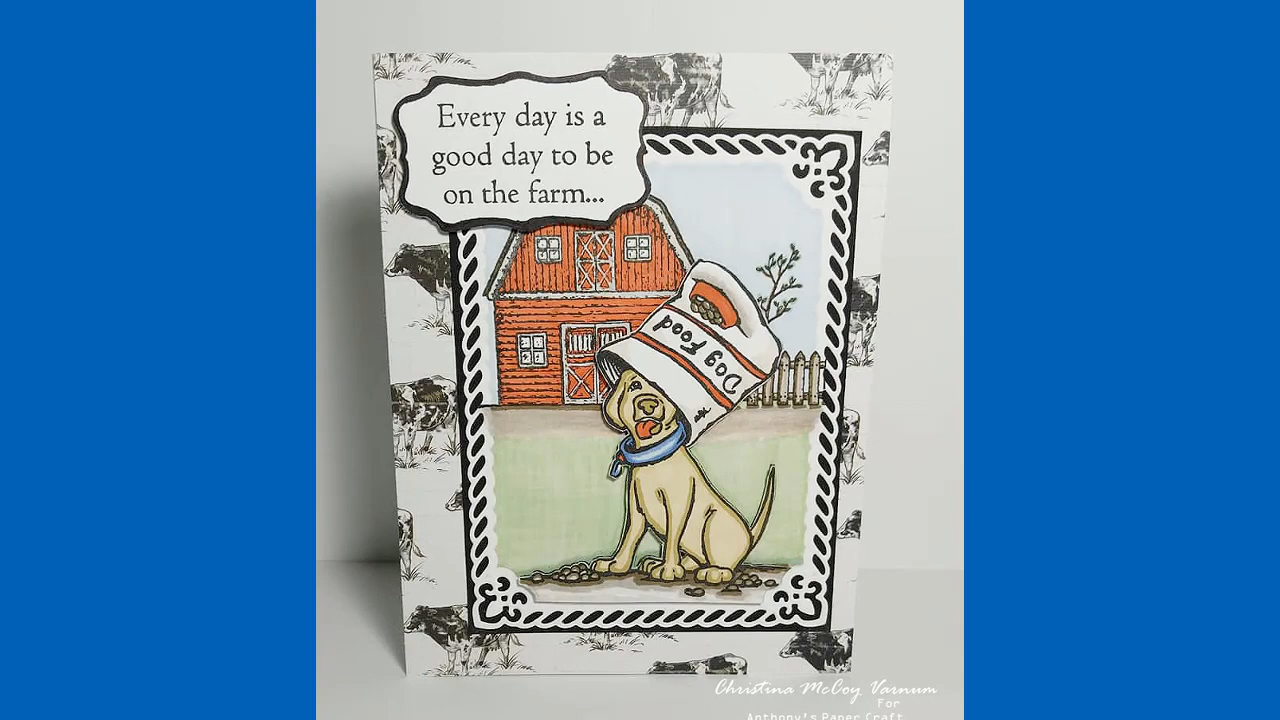 Every day is a
good day to be
on the farm...
Dog Food
Christina McCoy Varnum
For
Anthony's Paper Craft